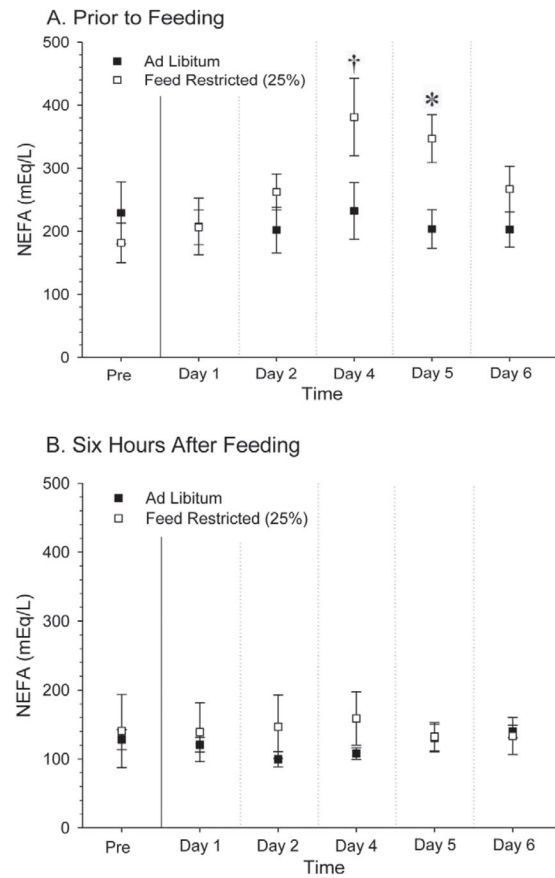 A. Prior to Feeding
500
400
300
200
100
0
NEFA (mEq/L)
Ad Libitum
Feed Restricted (25%)
†
*
Pre Day 1 Day 2 Day 4 Day 5 Day 6
Time
B. Six Hours After Feeding
500
400
300
200
100
0
NEFA (mEq/L)
Ad Libitum
Feed Restricted (25%)
Pre Day 1 Day 2 Day 4 Day 5 Day 6
Time